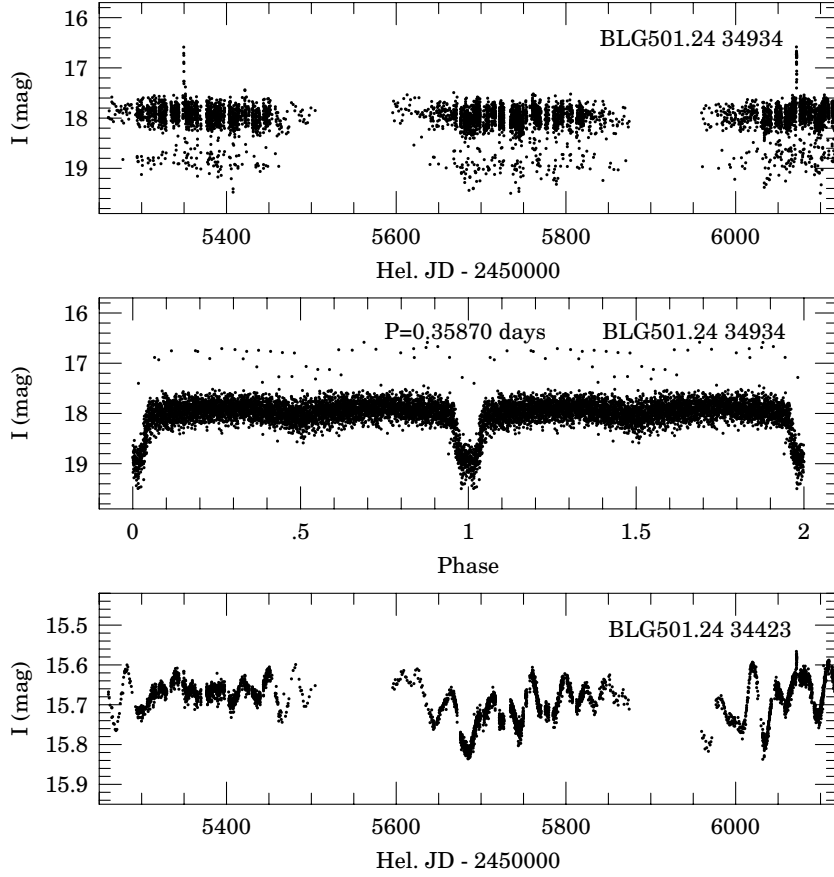 16
17
18
19
I (mag)
BLG501.24 34934
5400
5600
5800
6000
Hel. JD - 2450000
16
17
18
19
I (mag)
P=0.35870 days
BLG501.24 34934
0
.5
1
1.5
2
Phase
15.5
15.6
15.7
15.8
15.9
I (mag)
BLG501.24 34423
5400
5600
5800
6000
Hel. JD - 2450000